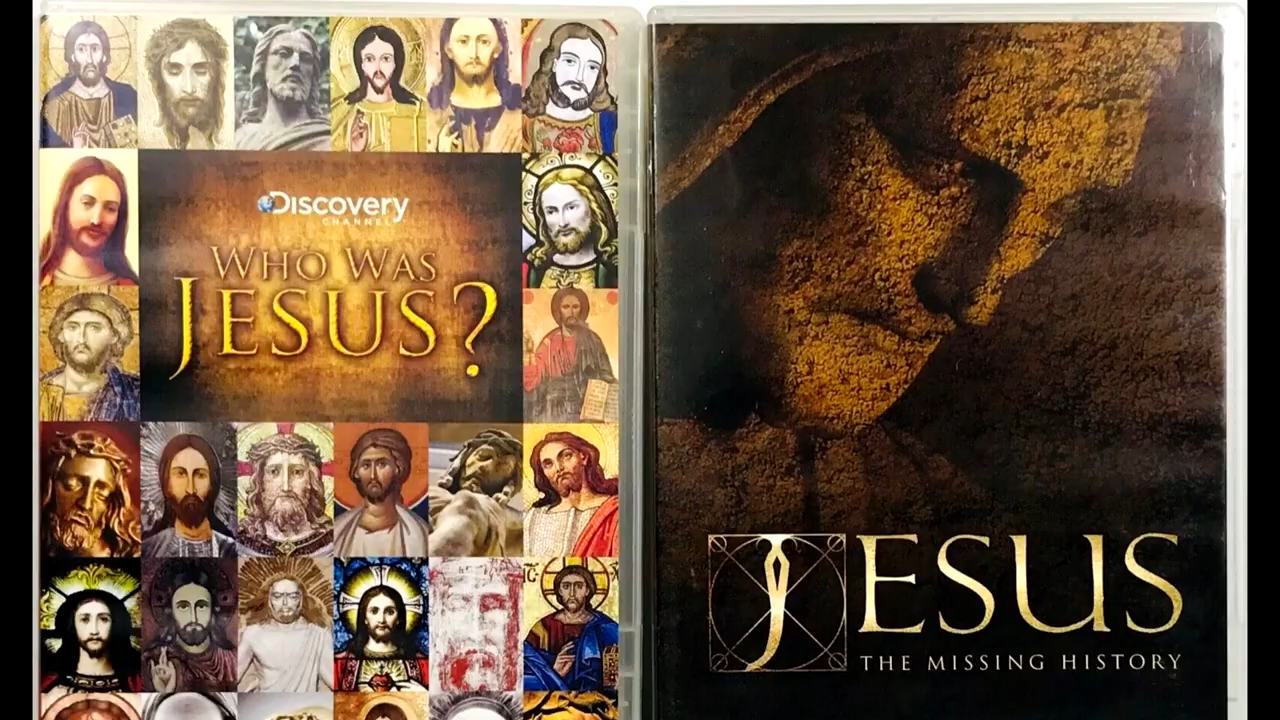 Discovery
CHANNEL
WHO WAS
JESUS?
JESUS
THE MISSING HISTORY